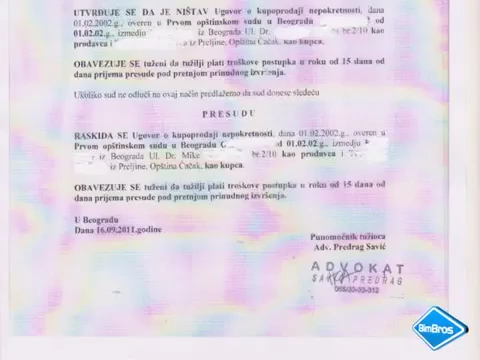 UTVRĐUJE SE DA JE NIŠTAV Ugovor o kupoprodaji nepokretnosti, dana
01.02.2002.g., overen u Prvom opštinskom sudu u Beogradu od
01.02.02.g., izmedju iz Beograda Ul. Dr. br.2/10 kao
prodavca i iz Preljine, Opština Čačak, kao kupca.
OBAVEZUJE SE tuženi da tužilji plati troškove postupka u roku od 15 dana od
dana prijema presude pod pretnjom prinudnog izvršenja.
Ukoliko sud ne odluči na ovaj način predlažemo da sud donese sledeću
PRESUDU
RASKIDA SE Ugovor o kupoprodaji nepokretnosti, dana 01.02.2002.g., overen u
Prvom opštinskom sudu u Beogradu od 01.02.02.g., izmedju
iz Beograda Ul. Dr. Mike br.2/10 kao prodavca i
iz Preljine, Opština Čačak, kao kupca.
OBAVEZUJE SE tuženi da tužilji plati troškove postupka u roku od 15 dana od
dana prijema presude pod pretnjom prinudnog izvršenja.
U Beogradu
Dana 16.09.2011.godine
Punomoćnik tužioca
Adv. Predrag Savić
ADVOKAT
PREDRAG
BimBros